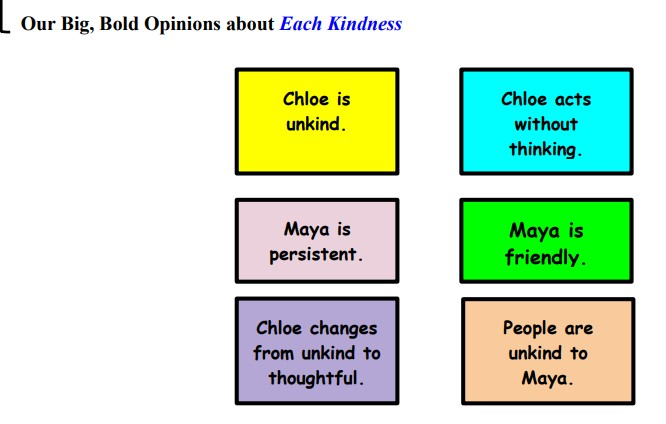 Our Big, Bold Opinions about Each Kindness
Chloe is
unkind.
Chloe acts
without
thinking.
Maya is
persistent.
Maya is
friendly.
Chloe changes
from unkind to
thoughtful.
People are
unkind to
Maya.